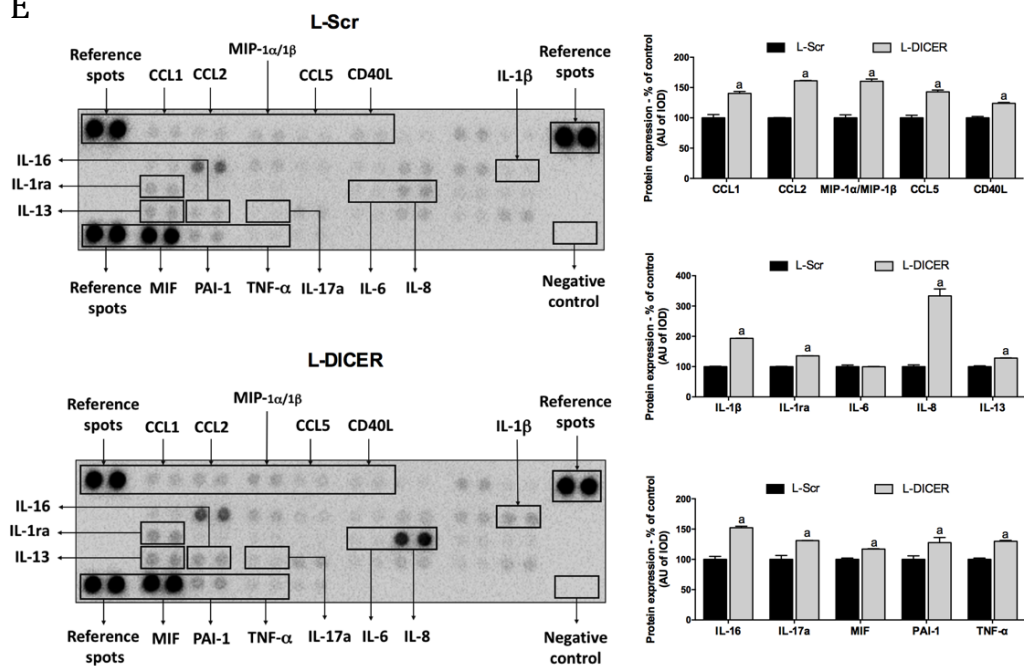 E
L-Scr
Reference
spots
CCL1
CCL2
MIP-1α/1β
CCL5
CD40L
IL-1β
Reference
spots
IL-16
IL-1ra
IL-13
Reference
spots
MIF
PAI-1
TNF-α
IL-17a
IL-6
IL-8
Negative
control
L-DICER
Reference
spots
CCL1
CCL2
MIP-1α/1β
CCL5
CD40L
IL-1β
Reference
spots
IL-16
IL-1ra
IL-13
Reference
spots
MIF
PAI-1
TNF-α
IL-17a
IL-6
IL-8
Negative
control
L-Scr L-DICER
Protein expression - % of control
(AU of IOD)
200
150
100
50
0
a a a a a
CCL1 CCL2 MIP-1α/MIP-1β CCL5 CD40L
L-Scr L-DICER
Protein expression - % of control
(AU of IOD)
400
300
200
100
0
a a a a
IL-1β IL-1ra IL-6 IL-8 IL-13
L-Scr L-DICER
Protein expression - % of control
(AU of IOD)
200
150
100
50
0
a a a a a
IL-16 IL-17a MIF PAI-1 TNF-α